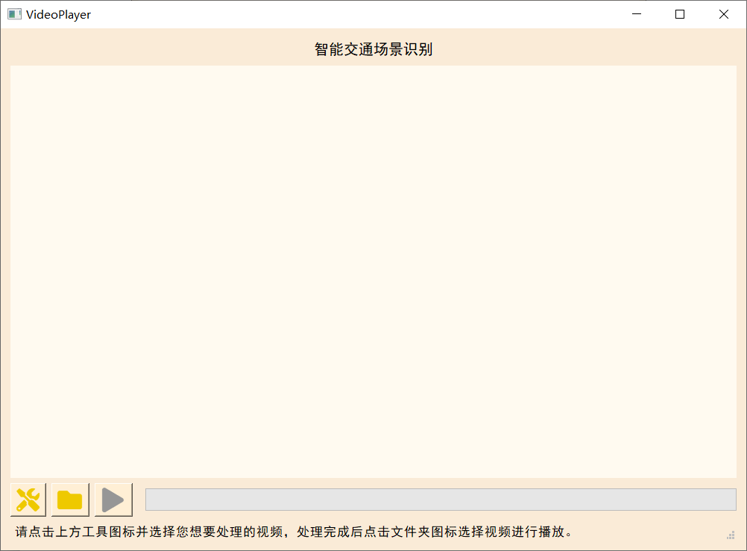 VideoPlayer
智能交通场景识别
请点击上方工具图标并选择您想要处理的视频，处理完成后点击文件夹图标选择视频进行播放。